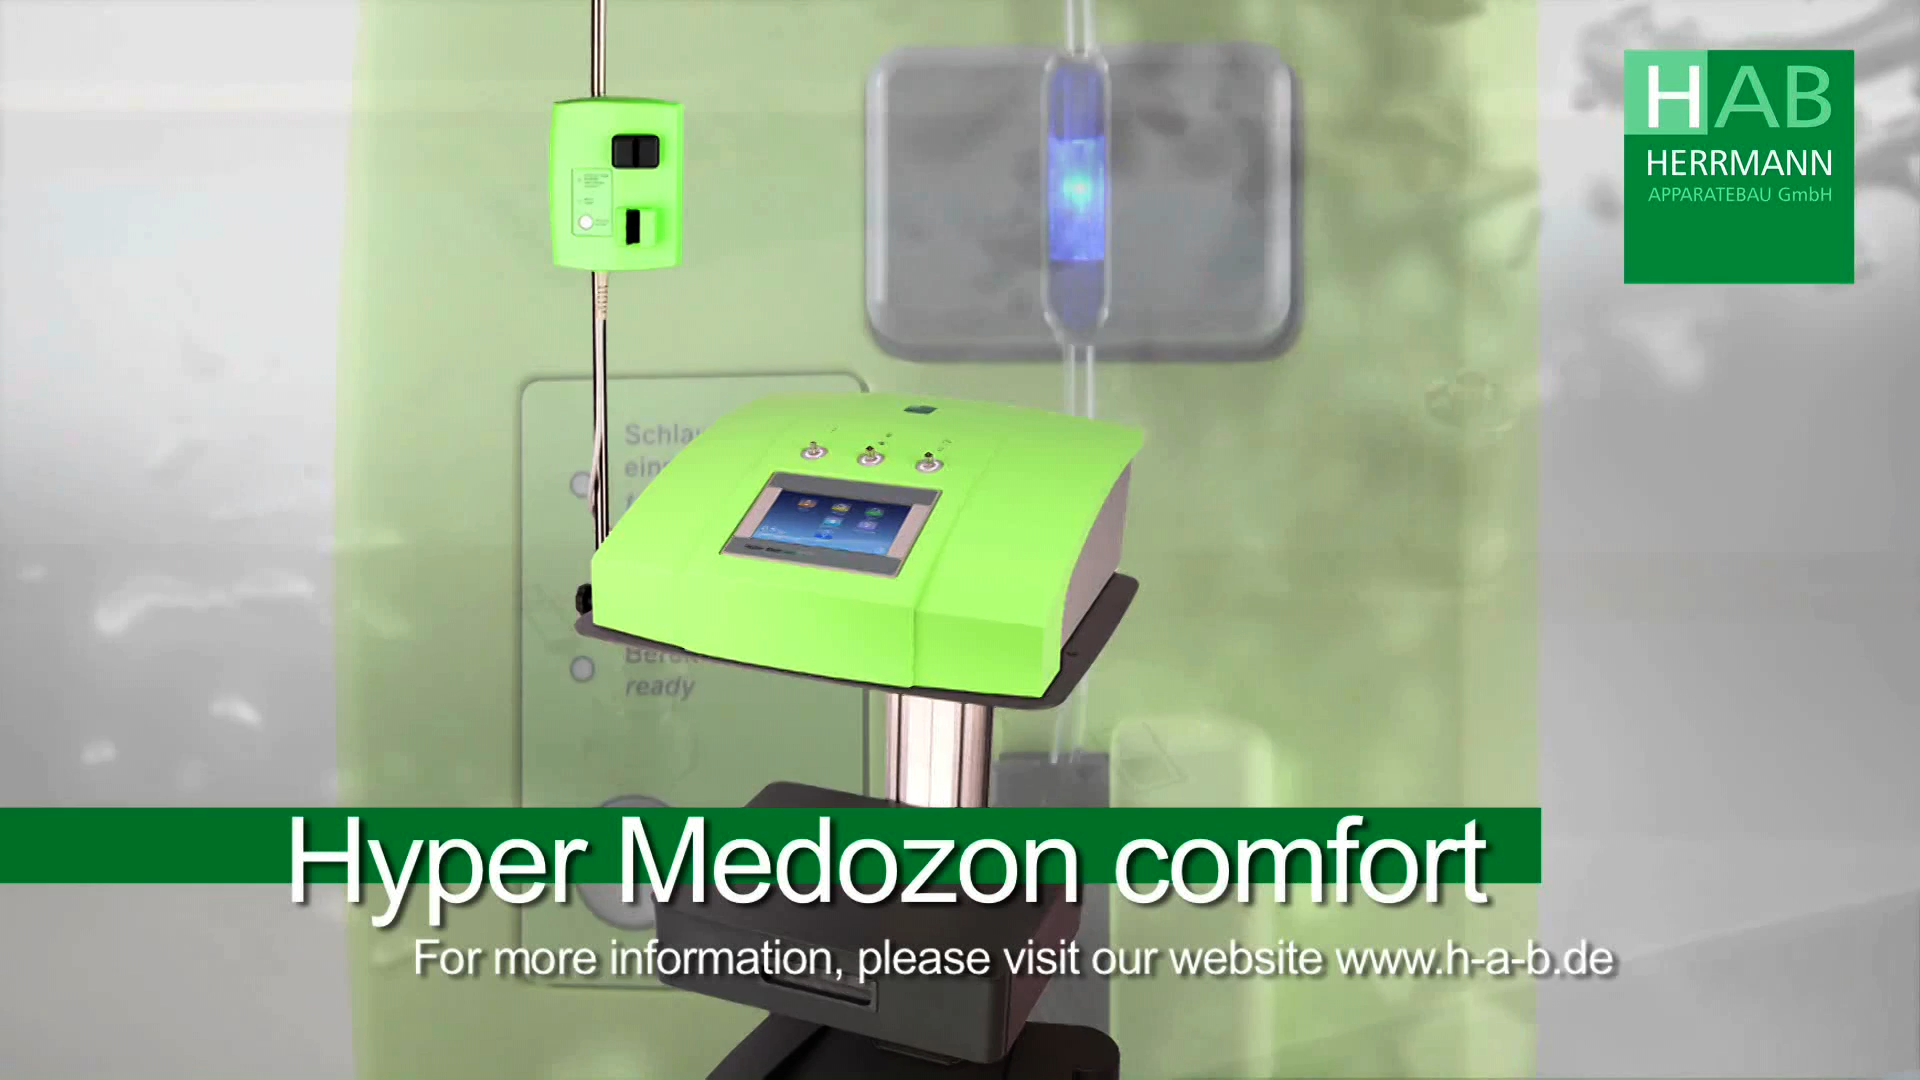 HAB
HERRMANN
APPARATEBAU GmbH
ready
Hyper Medozon comfort
For more information, please visit our website www.h-a-b.de